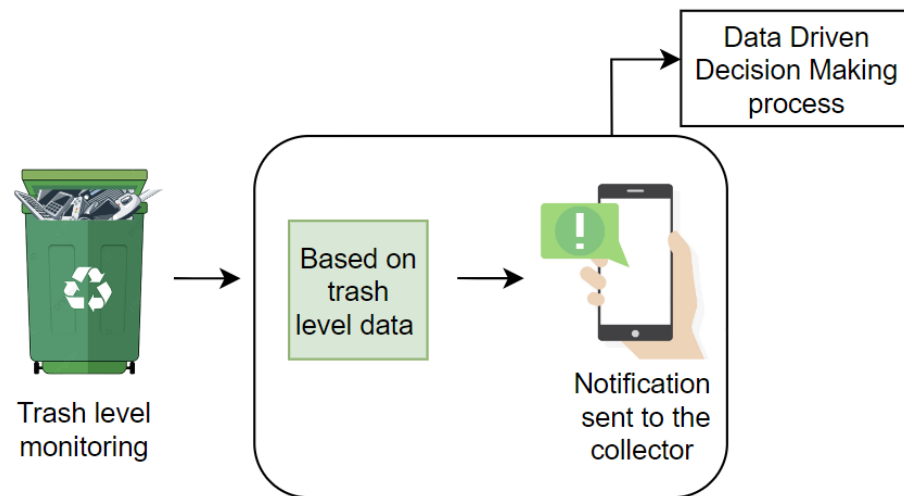 Data Driven
Decision Making
process
Based on
trash
level data
Trash level
monitoring
Notification
sent to the
collector